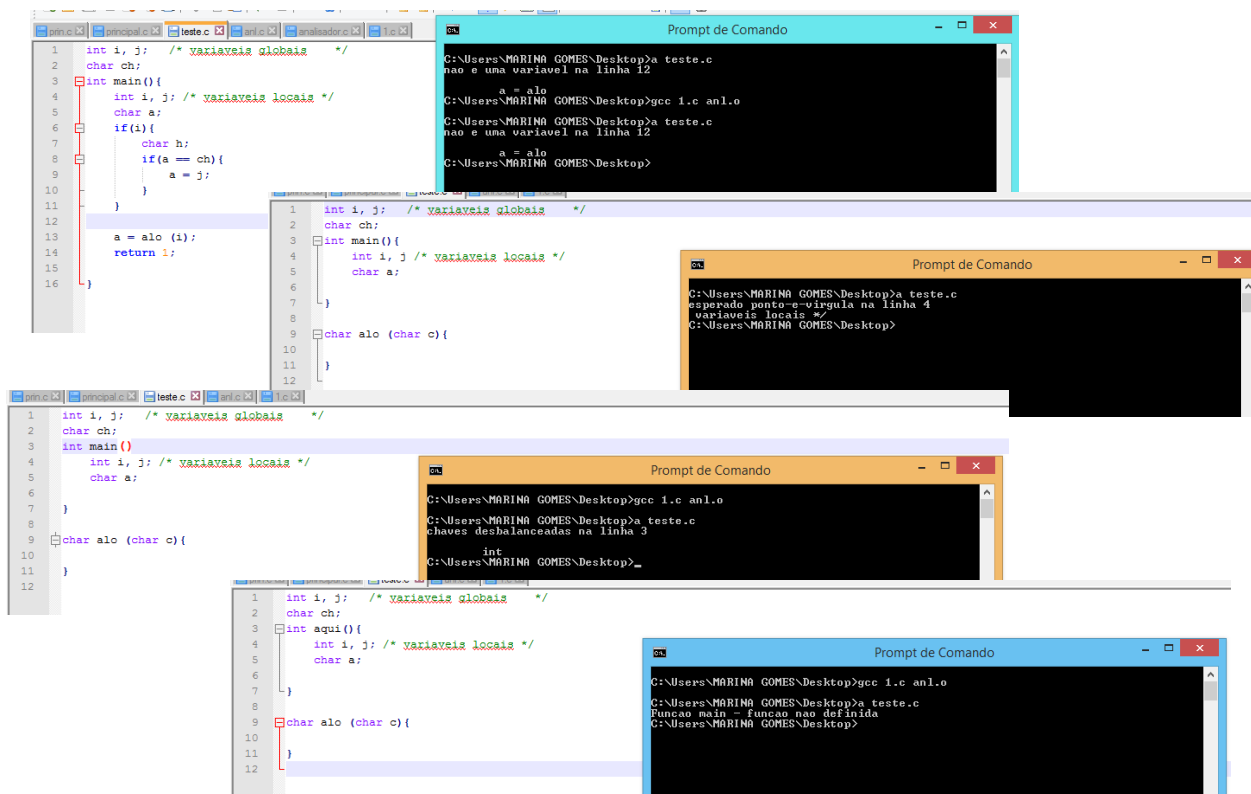 prin.c principal.c teste.c anl.c analisador.c 1.c
1 int i, j; /* variaveis globais */
2 char ch;
3 int main(){
4 int i, j; /* variaveis locais */
5 char a;
6 if(i){
7 char h;
8 if(a == ch){
9 a = j;
10 }
11 }
12
13 a = alo (i);
14 return 1;
15
16 }
Prompt de Comando
C:\Users\MARINA GOMES\Desktop>a teste.c
nao e uma variavel na linha 12
a = alo
C:\Users\MARINA GOMES\Desktop>gcc 1.c anl.o
C:\Users\MARINA GOMES\Desktop>a teste.c
nao e uma variavel na linha 12
a = alo
C:\Users\MARINA GOMES\Desktop>
1 int i, j; /* variaveis globais */
2 char ch;
3 int main(){
4 int i, j /* variaveis locais */
5 char a;
6
7 }
8
9 char alo (char c){
10
11 }
12
Prompt de Comando
C:\Users\MARINA GOMES\Desktop>a teste.c
esperado ponto-e-virgula na linha 4
variaveis locais */
C:\Users\MARINA GOMES\Desktop>
prin.c principal.c teste.c anl.c 1.c
1 int i, j; /* variaveis globais */
2 char ch;
3 int main()
4 int i, j; /* variaveis locais */
5 char a;
6
7 }
8
9 char alo (char c){
10
11 }
12
Prompt de Comando
C:\Users\MARINA GOMES\Desktop>gcc 1.c anl.o
C:\Users\MARINA GOMES\Desktop>a teste.c
chaves desbalanceadas na linha 3
int
C:\Users\MARINA GOMES\Desktop>_
1 int i, j; /* variaveis globais */
2 char ch;
3 int aqui(){
4 int i, j; /* variaveis locais */
5 char a;
6
7 }
8
9 char alo (char c){
10
11 }
12
Prompt de Comando
C:\Users\MARINA GOMES\Desktop>gcc 1.c anl.o
C:\Users\MARINA GOMES\Desktop>a teste.c
Funcao main - funcao nao definida
C:\Users\MARINA GOMES\Desktop>